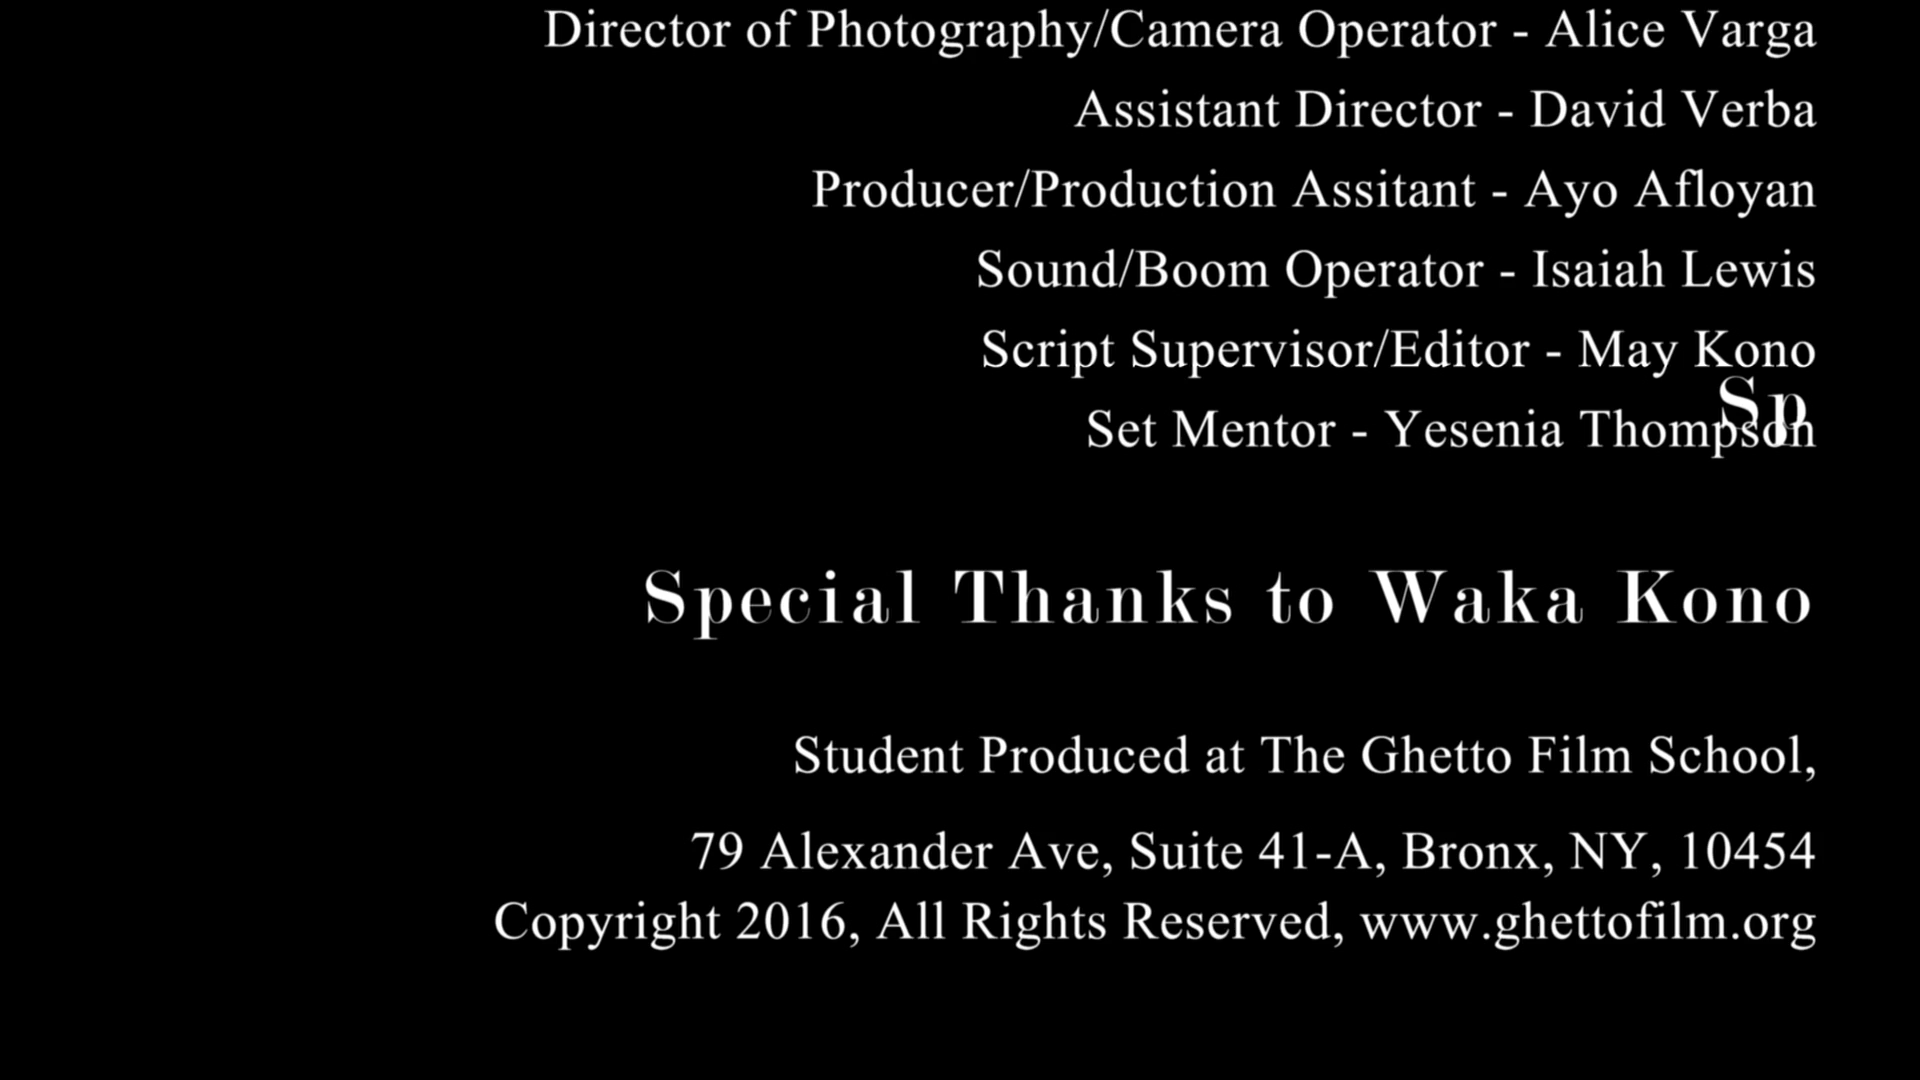 Director of Photography/Camera Operator - Alice Varga
Assistant Director - David Verba
Producer/Production Assitant - Ayo Afloyan
Sound/Boom Operator - Isaiah Lewis
Script Supervisor/Editor - May Kono
Sp
Set Mentor - Yesenia Thompson
Special Thanks to Waka Kono
Student Produced at The Ghetto Film School,
79 Alexander Ave, Suite 41-A, Bronx, NY, 10454
Copyright 2016, All Rights Reserved, www.ghettofilm.org